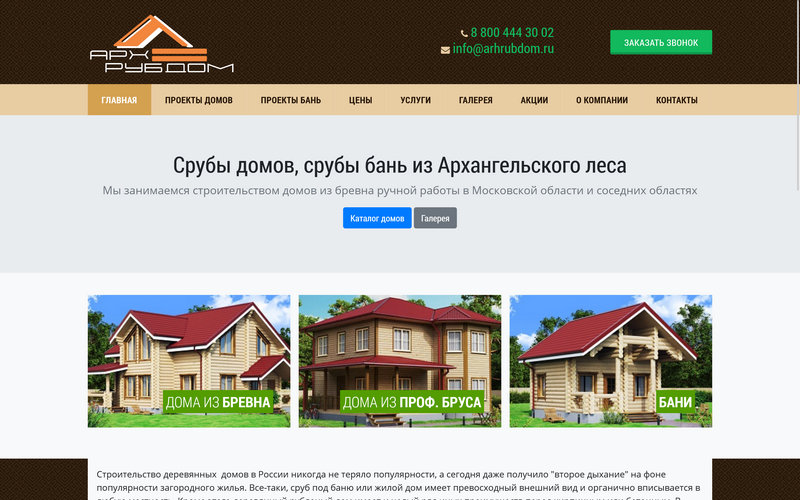 АРХ
РУБДОМ
8 800 444 30 02
info@arhrubdom.ru
ЗАКАЗАТЬ ЗВОНОК
ГЛАВНАЯ ПРОЕКТЫ ДОМОВ ПРОЕКТЫ БАНЬ ЦЕНЫ УСЛУГИ ГАЛЕРЕЯ АКЦИИ О КОМПАНИИ КОНТАКТЫ
Срубы домов, срубы бань из Архангельского леса
Мы занимаемся строительством домов из бревна ручной работы в Московской области и соседних областях
Каталог домов Галерея
ДОМА ИЗ БРЕВНА
ДОМА ИЗ ПРОФ. БРУСА
БАНИ
Строительство деревянных домов в России никогда не теряло популярности, а сегодня даже получило "второе дыхание" на фоне
популярности загородного жилья. Все-таки, сруб под баню или жилой дом имеет превосходный внешний вид и органично вписывается в